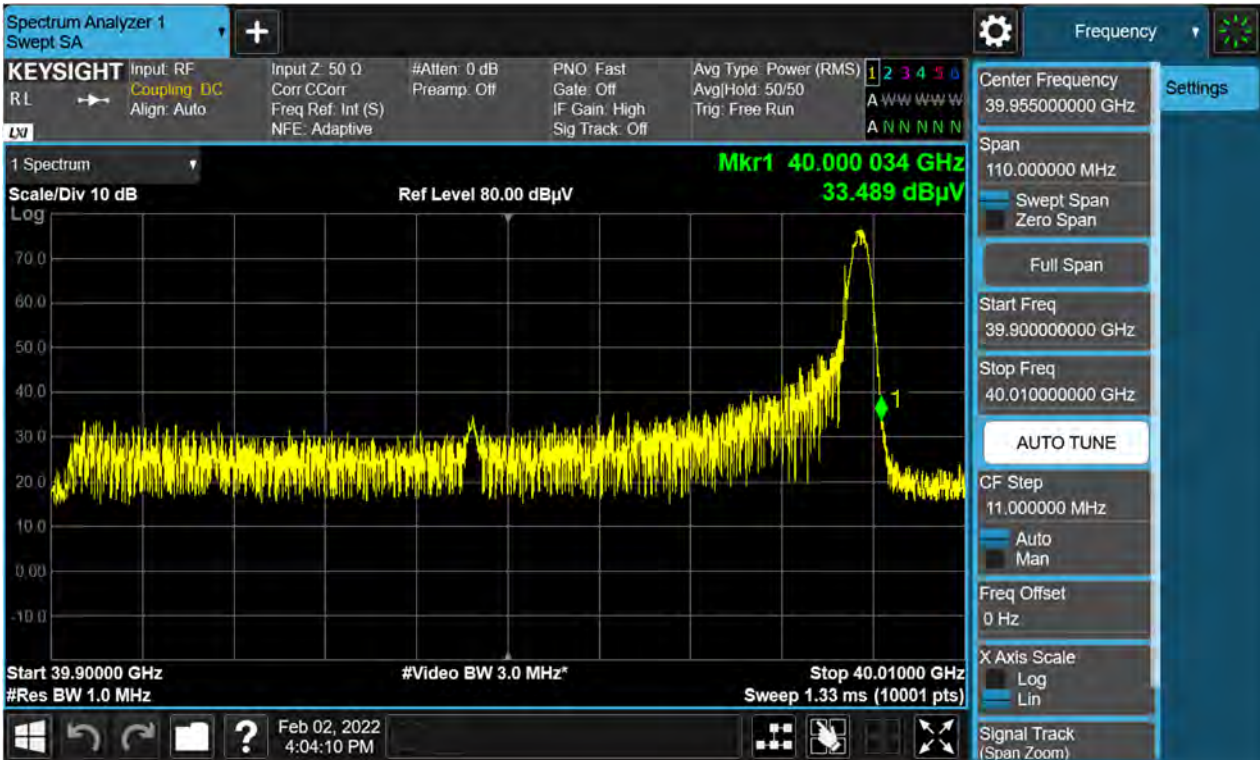 Spectrum Analyzer 1
Swept SA
+
Frequency
KEYSIGHT
RL
LXI
Input: RF
Coupling: DC
Align: Auto
Input Z: 50 Ω
Corr CCorr
Freq Ref: Int (S)
NFE: Adaptive
#Atten: 0 dB
Preamp: Off
PNO: Fast
Gate: Off
IF Gain: High
Sig Track: Off
Avg Type: Power (RMS)
Avg|Hold: 50/50
Trig: Free Run
1 2 3 4 5 6
A W W W W W
A N N N N N
Center Frequency
39.955000000 GHz
Settings
Span
110.000000 MHz
Swept Span
Zero Span
Full Span
Start Freq
39.900000000 GHz
Stop Freq
40.010000000 GHz
AUTO TUNE
CF Step
11.000000 MHz
Auto
Man
Freq Offset
0 Hz
X Axis Scale
Log
Lin
Signal Track
(Span Zoom)
1 Spectrum
Scale/Div 10 dB
Ref Level 80.00 dBµV
Mkr1 40.000 034 GHz
33.489 dBµV
Log
70.0
60.0
50.0
40.0
30.0
20.0
10.0
0.00
-10.0
1
Start 39.90000 GHz
#Res BW 1.0 MHz
#Video BW 3.0 MHz*
Stop 40.01000 GHz
Sweep 1.33 ms (10001 pts)
?
Feb 02, 2022
4:04:10 PM